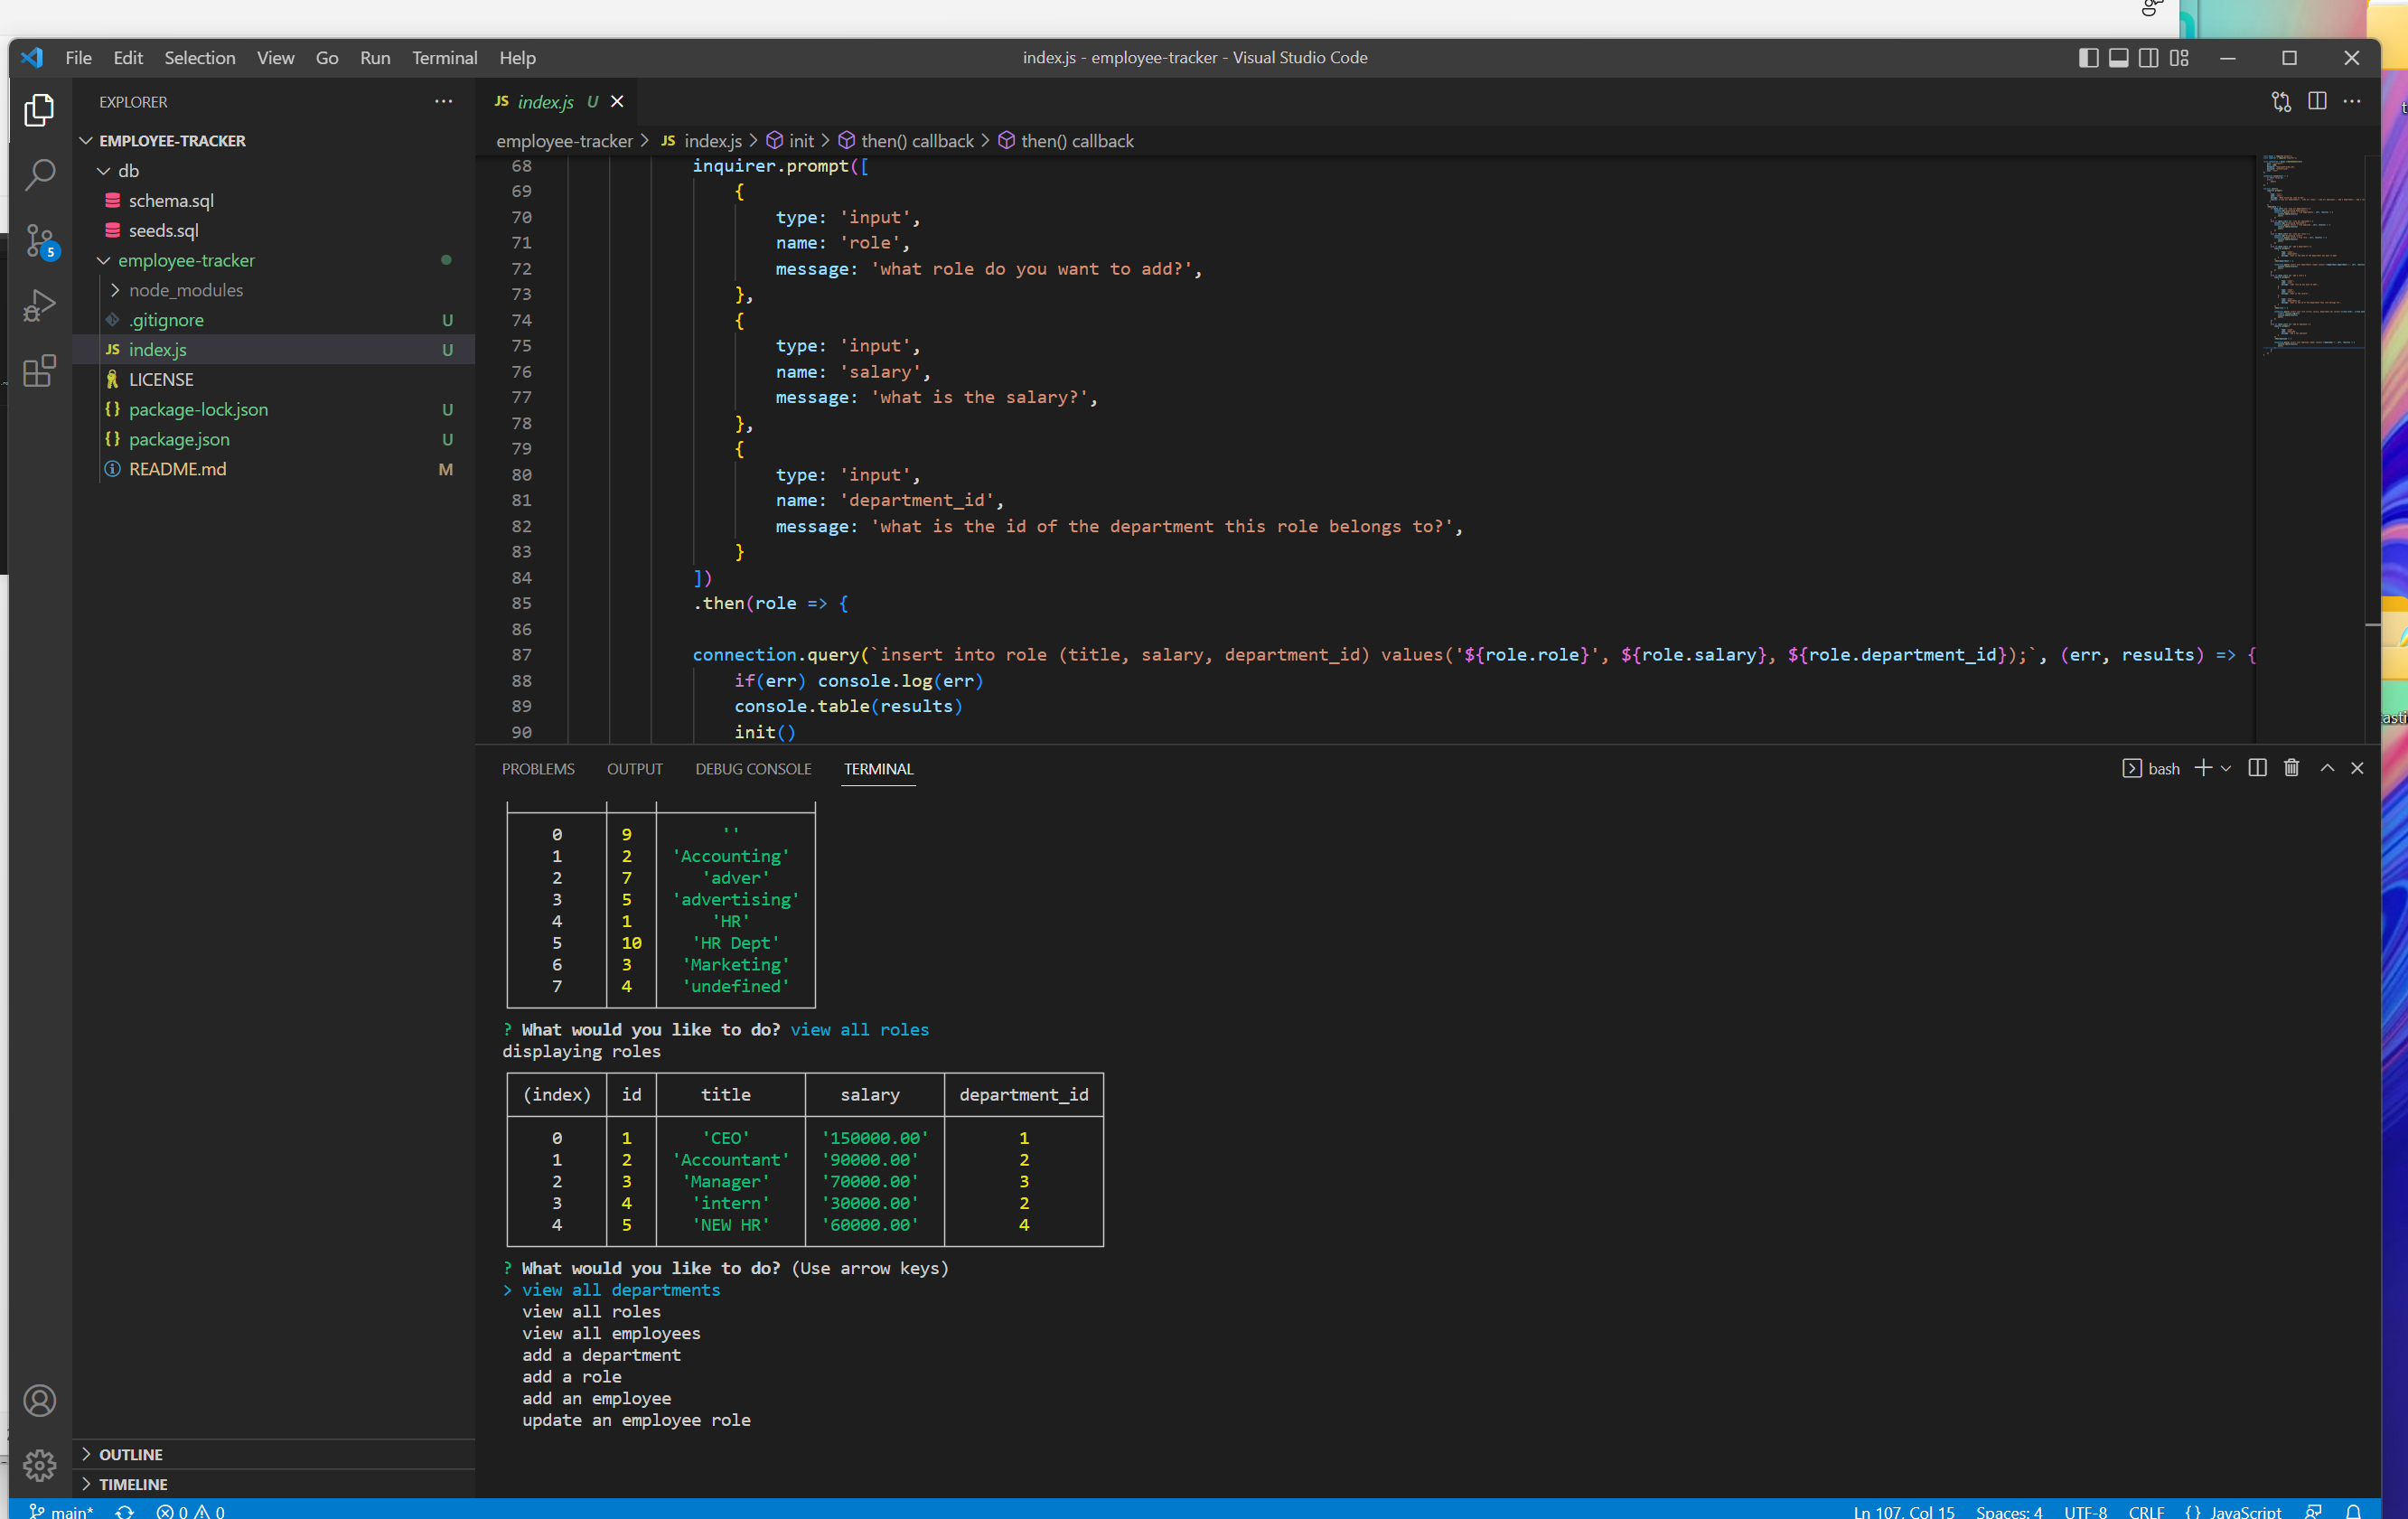 File Edit Selection View Go Run Terminal Help
index.js - employee-tracker - Visual Studio Code
EXPLORER
EMPLOYEE-TRACKER
db
schema.sql
seeds.sql
employee-tracker
node_modules
.gitignore U
JS index.js U
LICENSE
{} package-lock.json U
{} package.json U
README.md M
OUTLINE
TIMELINE
5
JS index.js U
employee-tracker > JS index.js > init > then() callback > then() callback
68 inquirer.prompt([
69 {
70 type: 'input',
71 name: 'role',
72 message: 'what role do you want to add?',
73 },
74 {
75 type: 'input',
76 name: 'salary',
77 message: 'what is the salary?',
78 },
79 {
80 type: 'input',
81 name: 'department_id',
82 message: 'what is the id of the department this role belongs to?',
83 }
84 ])
85 .then(role => {
86
87 connection.query(`insert into role (title, salary, department_id) values('${role.role}', ${role.salary}, ${role.department_id});`, (err, results) => {
88 if(err) console.log(err)
89 console.table(results)
90 init()
PROBLEMS OUTPUT DEBUG CONSOLE TERMINAL
bash
0 9 ''
1 2 'Accounting'
2 7 'adver'
3 5 'advertising'
4 1 'HR'
5 10 'HR Dept'
6 3 'Marketing'
7 4 'undefined'
? What would you like to do? view all roles
displaying roles
(index) id title salary department_id
0 1 'CEO' '150000.00' 1
1 2 'Accountant' '90000.00' 2
2 3 'Manager' '70000.00' 3
3 4 'intern' '30000.00' 2
4 5 'NEW HR' '60000.00' 4
? What would you like to do? (Use arrow keys)
> view all departments
view all roles
view all employees
add a department
add a role
add an employee
update an employee role
main* 0 0 Ln 107, Col 15 Spaces: 4 UTF-8 CRLF {} JavaScript